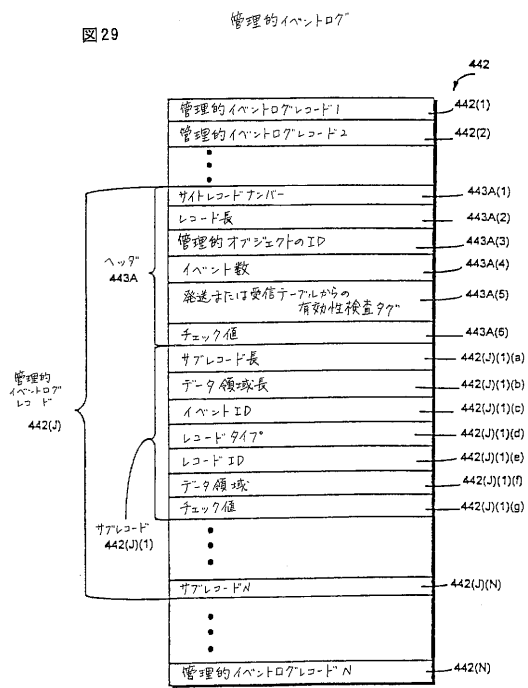 図29
管理的イベントログ
442
管理的イベントログレコード1 442(1)
管理的イベントログレコード2 442(2)
サイトレコードナンバー 443A(1)
レコード長 443A(2)
管理的オブジェクトのID 443A(3)
イベント数 443A(4)
発送または受信テーブルからの
有効性検査タグ 443A(5)
チェック値 443A(6)
ヘッダ
443A
サブレコード長 442(J)(1)(a)
データ領域長 442(J)(1)(b)
イベントID 442(J)(1)(c)
レコードタイプ 442(J)(1)(d)
レコードID 442(J)(1)(e)
データ領域 442(J)(1)(f)
チェック値 442(J)(1)(g)
管理的
イベントログ
レコード
442(J)
サブレコード
442(J)(1)
サブレコードN 442(J)(N)
管理的イベントログレコードN 442(N)